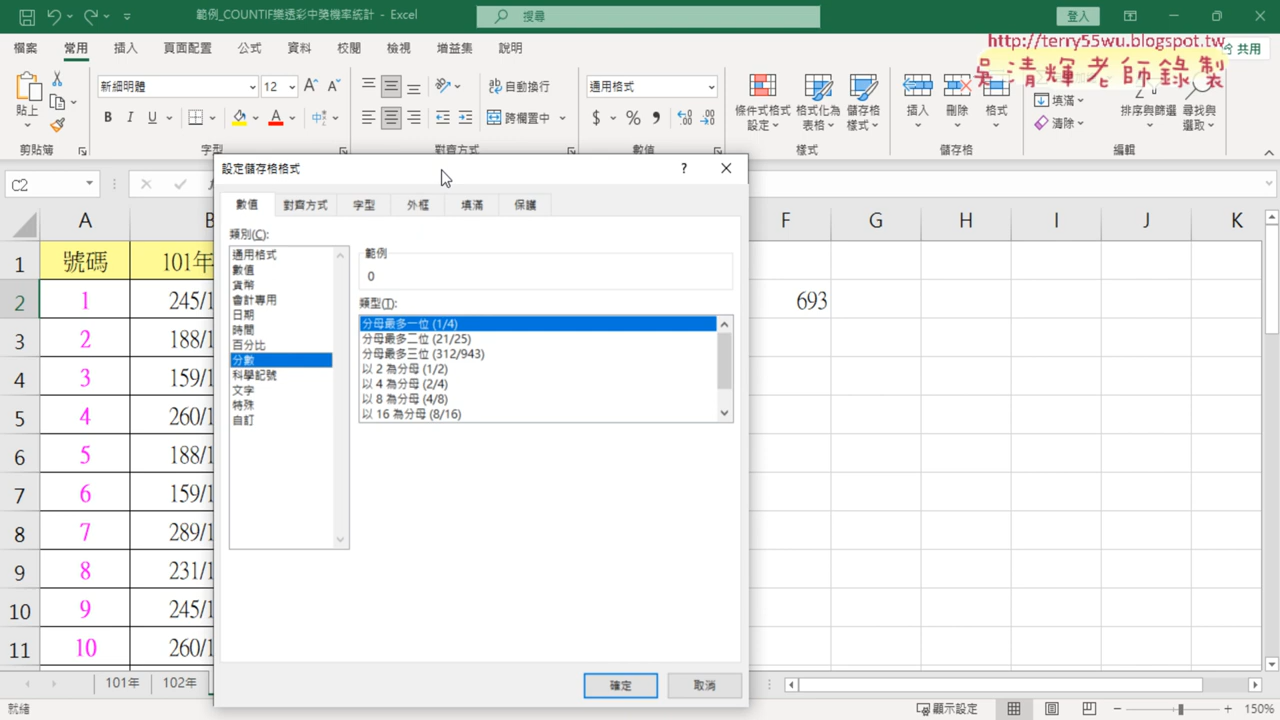 範例_COUNTIF樂透彩中獎機率統計 - Excel
搜尋
登入
檔案 常用 插入 頁面配置 公式 資料 校閱 檢視 增益集 說明
共用
http://terry55wu.blogspot.tw
吳清輝老師錄製
貼上
新細明體 12
自動換行
通用格式
條件式格式設定
格式化為表格
儲存格樣式
插入 刪除 格式
填滿
清除
排序與篩選
尋找與選取
B I U
跨欄置中
$ % 9
剪貼簿 字型 對齊方式 數值 樣式 儲存格 編輯
C2
設定儲存格格式
?
數值 對齊方式 字型 外框 填滿 保護
類別(C):
通用格式
數值
貨幣
會計專用
日期
時間
百分比
分數
科學記號
文字
特殊
自訂
範例
0
類型(T):
分母最多一位 (1/4)
分母最多二位 (21/25)
分母最多三位 (312/943)
以 2 為分母 (1/2)
以 4 為分母 (2/4)
以 8 為分母 (4/8)
以 16 為分母 (8/16)
確定 取消
A B F G H I J K
1 號碼 101年
2 1 245/1 693
3 2 188/1
4 3 159/1
5 4 260/1
6 5 188/1
7 6 159/1
8 7 289/1
9 8 231/1
10 9 245/1
11 10 260/1
101年 102年
就緒
顯示設定
150%